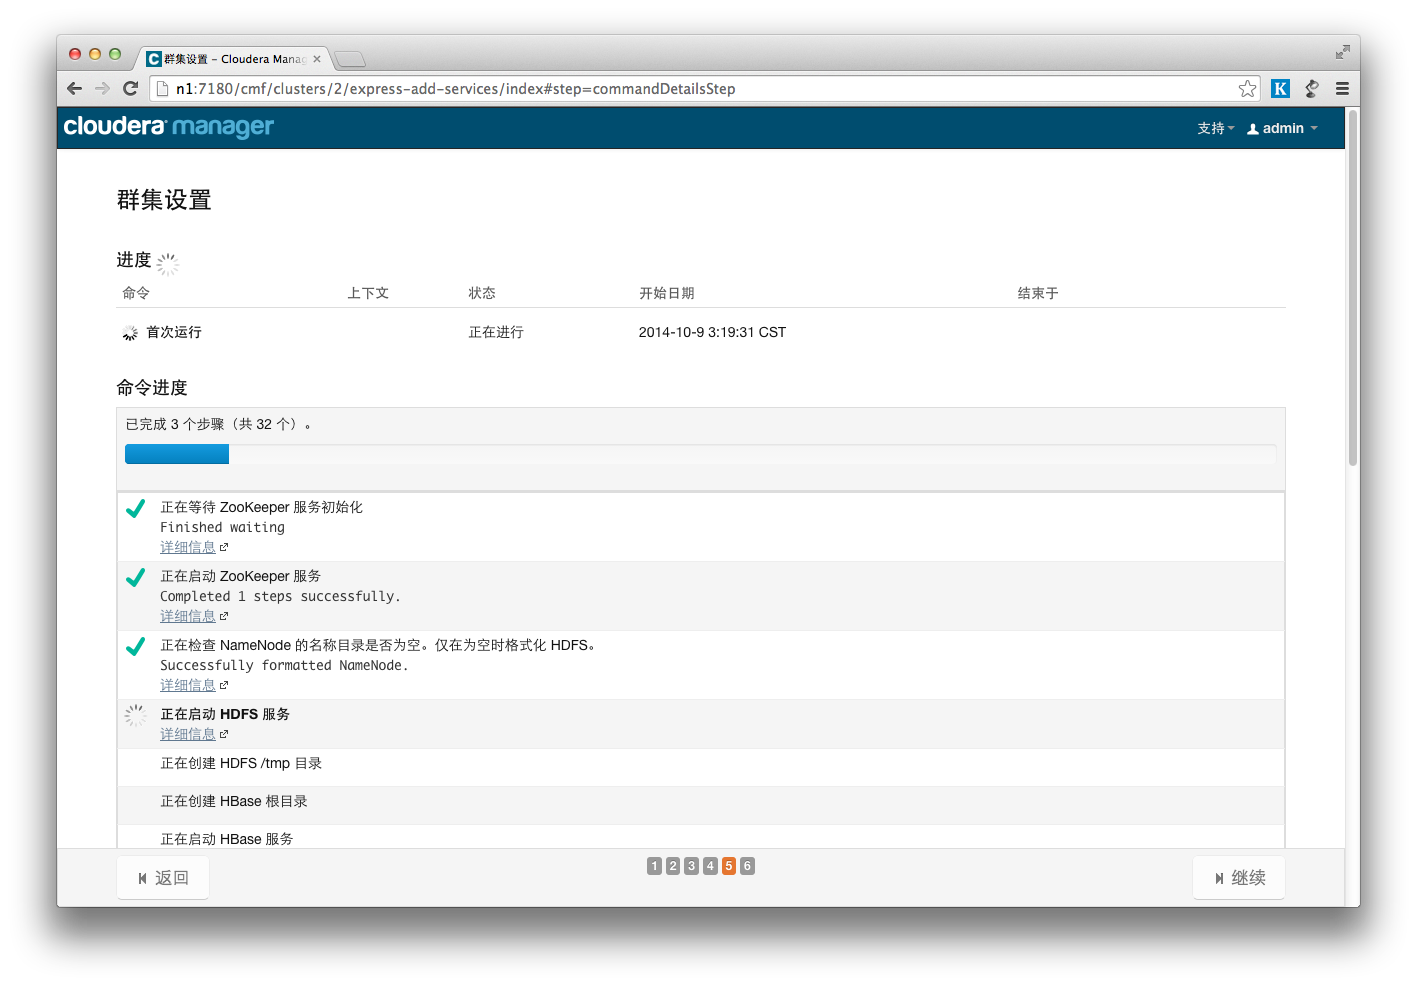 群集设置 - Cloudera Manag
n1:7180/cmf/clusters/2/express-add-services/index#step=commandDetailsStep
K
cloudera manager
支持 admin
群集设置
进度
命令 上下文 状态 开始日期 结束于
首次运行 正在进行 2014-10-9 3:19:31 CST
命令进度
已完成 3 个步骤（共 32 个）。
正在等待 ZooKeeper 服务初始化
Finished waiting
详细信息
正在启动 ZooKeeper 服务
Completed 1 steps successfully.
详细信息
正在检查 NameNode 的名称目录是否为空。仅在为空时格式化 HDFS。
Successfully formatted NameNode.
详细信息
正在启动 HDFS 服务
详细信息
正在创建 HDFS /tmp 目录
正在创建 HBase 根目录
正在启动 HBase 服务
返回 1 2 3 4 5 6 继续